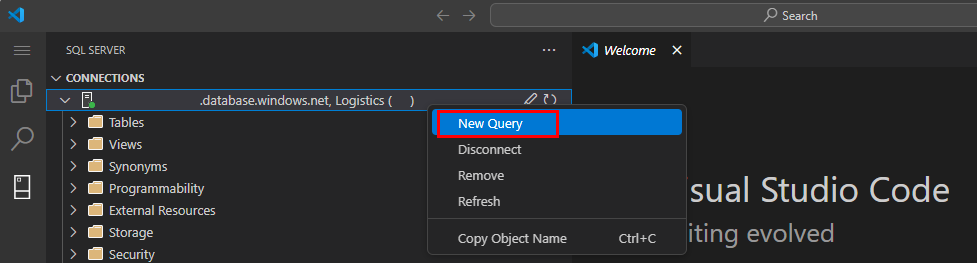 Search
SQL SERVER ...
Welcome
CONNECTIONS
.database.windows.net, Logistics ( )
Tables
Views
Synonyms
Programmability
External Resources
Storage
Security
New Query
Disconnect
Remove
Refresh
Copy Object Name Ctrl+C
sual Studio Code
iting evolved